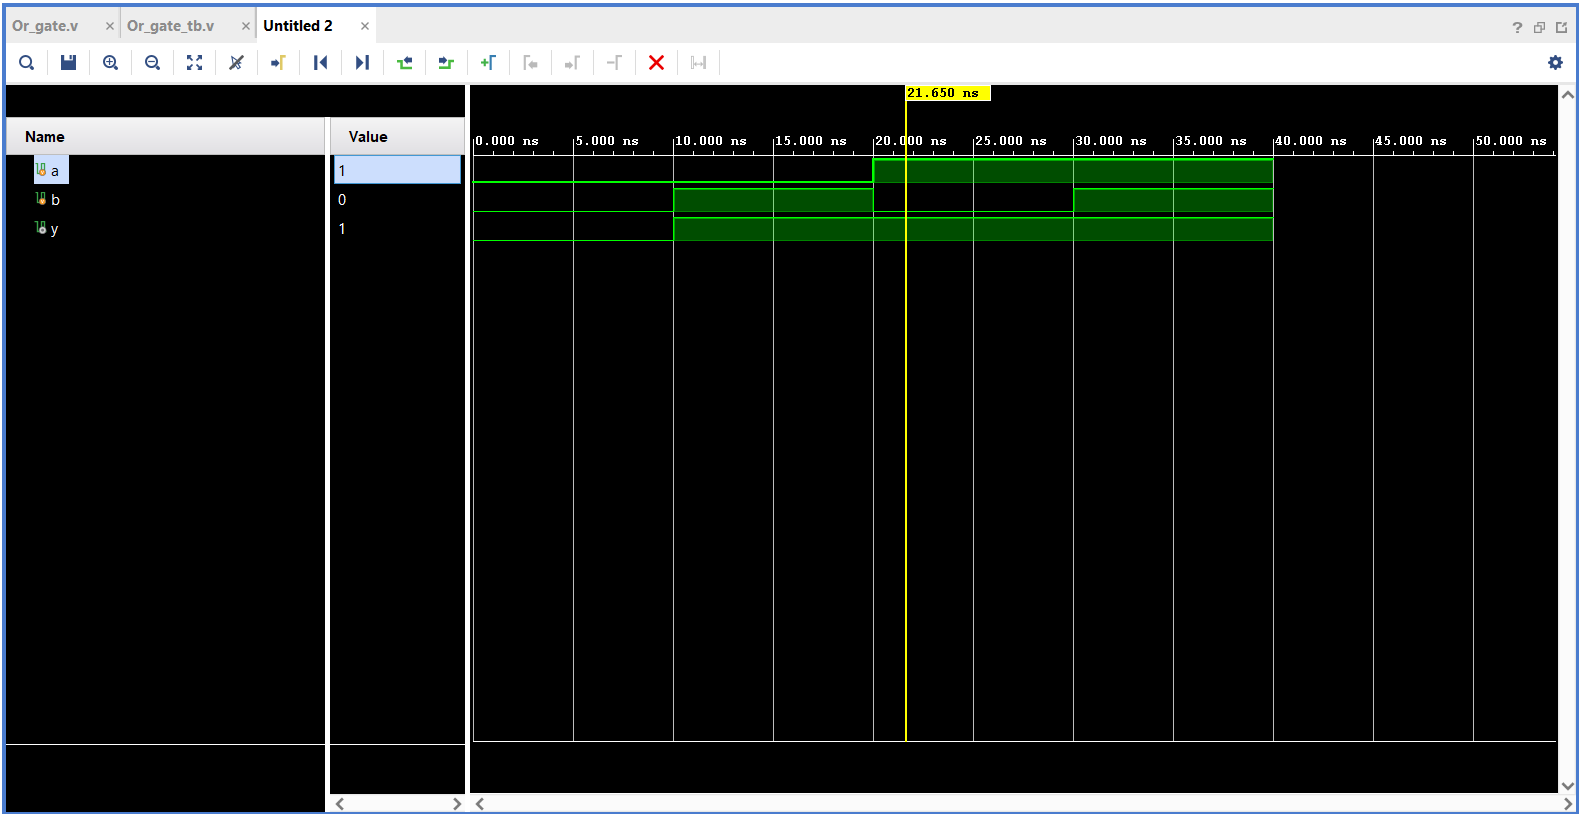 Or_gate.v × Or_gate_tb.v × Untitled 2 ×
?
21.650 ns
Name Value
0.000 ns 5.000 ns 10.000 ns 15.000 ns 20.000 ns 25.000 ns 30.000 ns 35.000 ns 40.000 ns 45.000 ns 50.000 ns
a 1
b 0
y 1